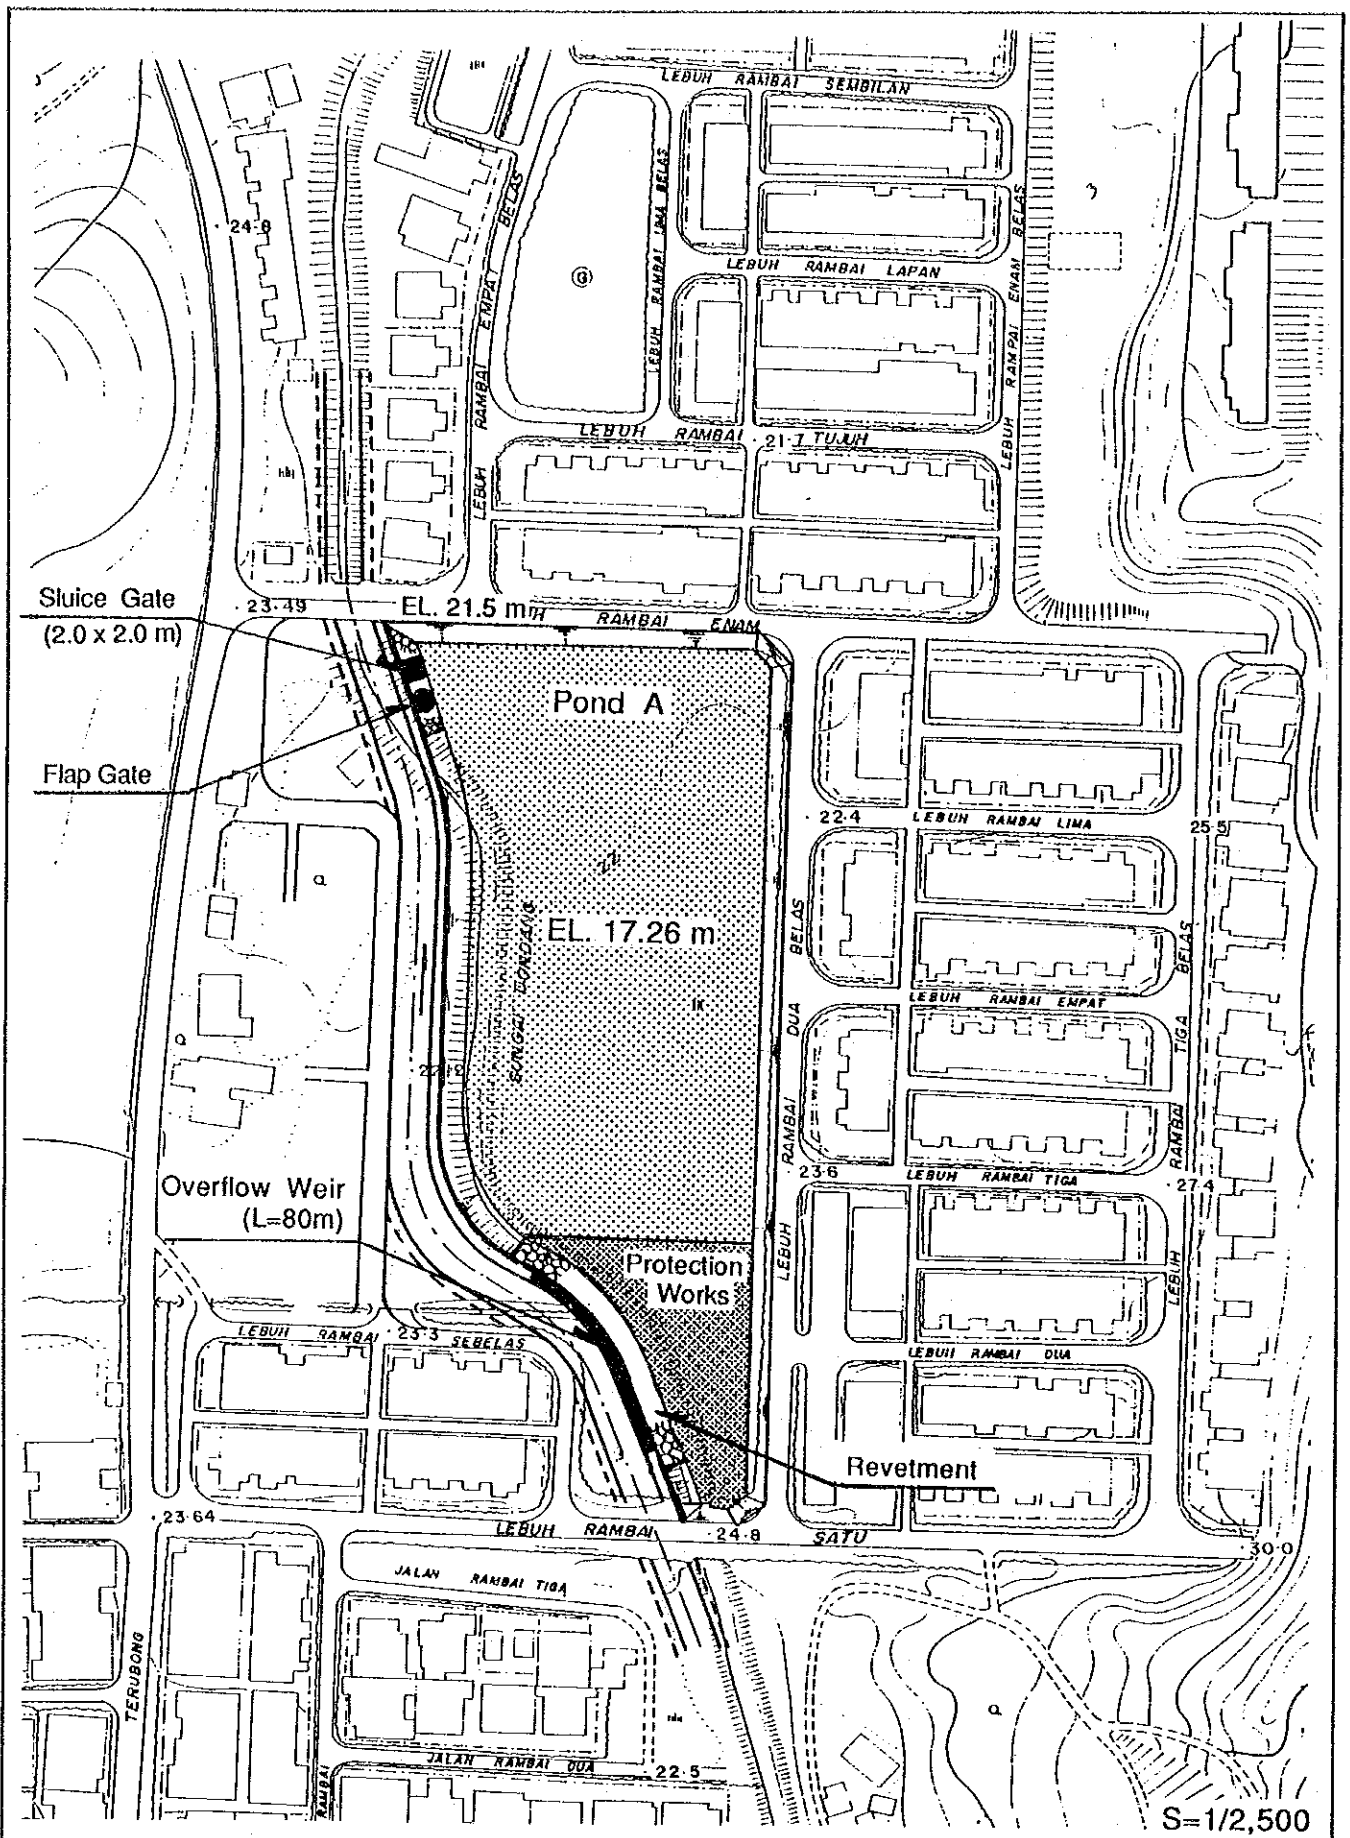 LEBUH RAMBAI SEMBILAN
LEBUH RAMBAI LIMA BELAS
LEBUH RAMBAI EMPAT BELAS
24.8
G
3
LEBUH RAMBAI LAPAN
LEBUH RAMPAI ENAM BELAS
LEBUH RAMBAI TUJUH
21.7
Sluice Gate
(2.0 x 2.0 m)
23.49
EL. 21.5 m
RAMBAI ENAM
Pond A
Flap Gate
22.4
LEBUH RAMBAI LIMA
25.5
a
EL. 17.26 m
SUNGAI DONDANG
LEBUH RAMBAI DUA BELAS
LEBUH RAMBAI TIGA BELAS
LEBUH RAMBAI EMPAT
a
23.6
LEBUH RAMBAI TIGA
27.4
Overflow Weir
(L=80m)
Protection
Works
LEBUH RAMBAI SEBELAS
23.3
LEBUH RAMBAI DUA
Revetment
23.64
LEBUH RAMBAI SATU
24.8
30.0
JALAN RAMBAI TIGA
TERUBONG
a
JALAN RAMBAI DUA
22.5
RAMBAI
S=1/2,500